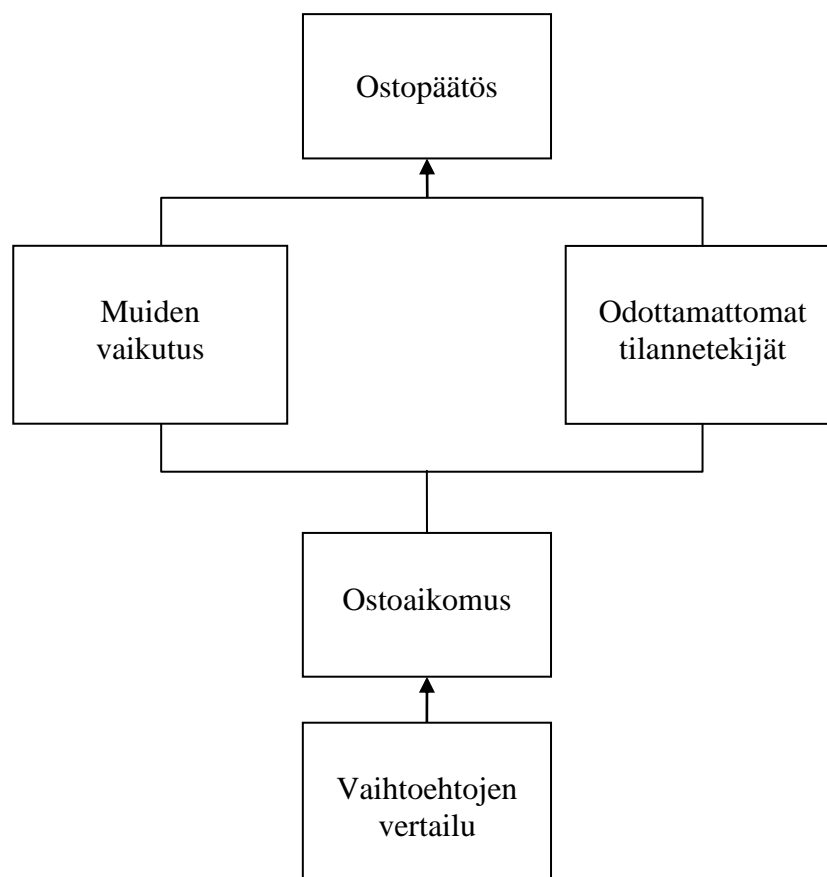 Ostopäätös
Muiden
vaikutus
Odottamattomat
tilannetekijät
Ostoaikomus
Vaihtoehtojen
vertailu